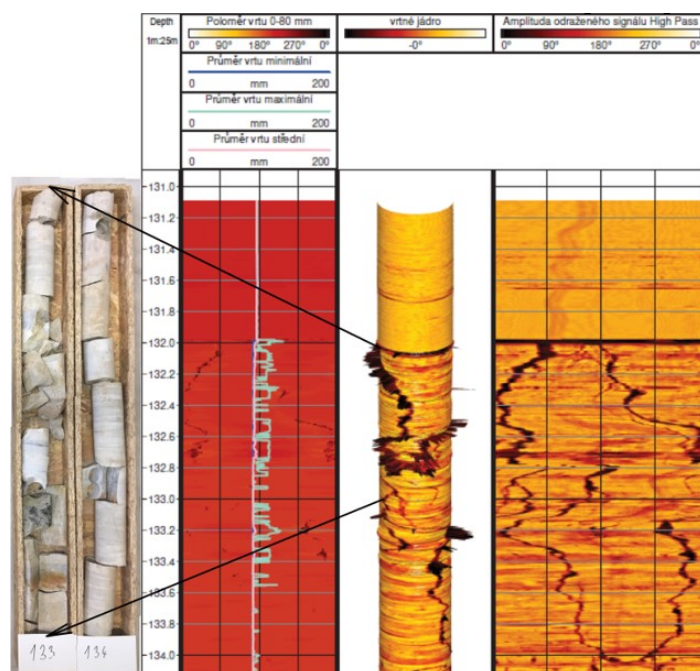 Depth
1m:25m
Poloměr vrtu 0-80 mm
0° 90° 180° 270° 0°
Průměr vrtu minimální
0 mm 200
Průměr vrtu maximální
0 mm 200
Průměr vrtu střední
0 mm 200
vrtné jádro
-0°
Amplituda odraženého signálu High Pass
0° 90° 180° 270° 0°
131.0
131.2
131.4
131.6
131.8
132.0
132.2
132.4
132.6
132.8
133.0
133.2
133.4
133.6
133.8
134.0
133 134